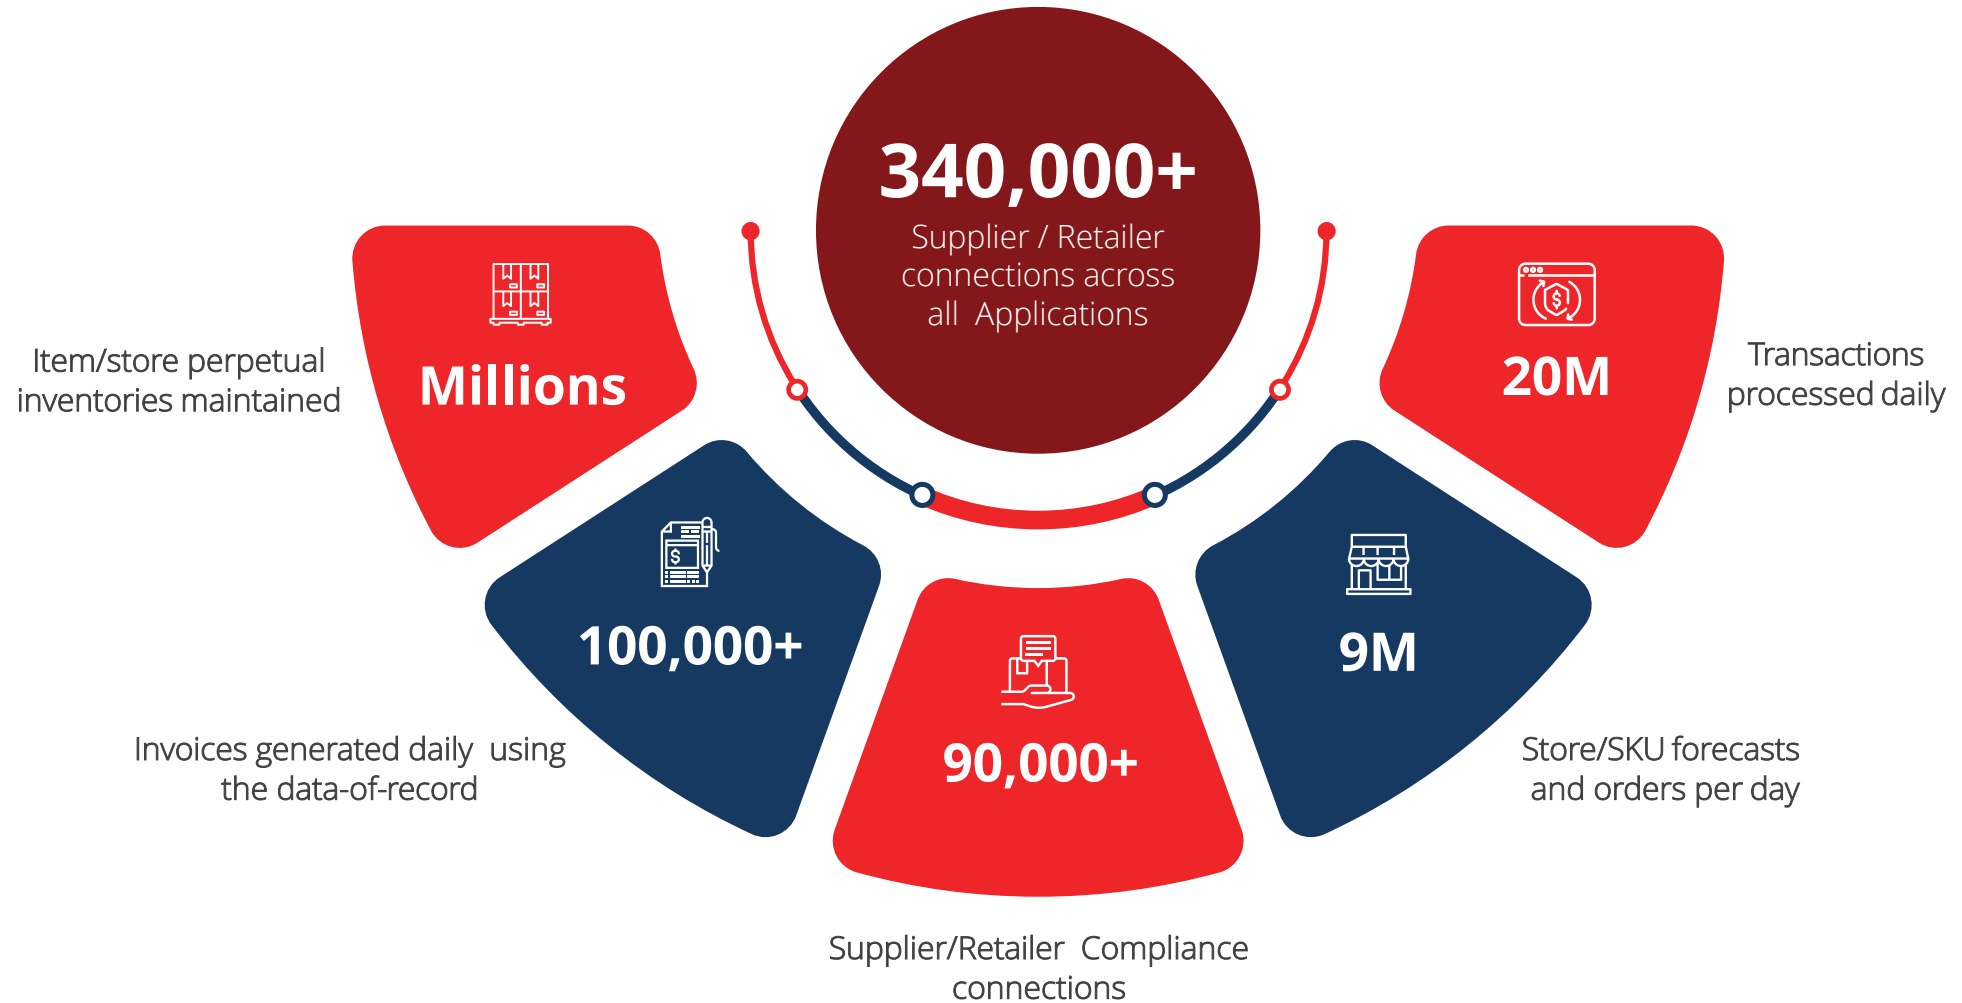 340,000+
Supplier / Retailer
connections across
all Applications
Millions
Item/store perpetual
inventories maintained
100,000+
Invoices generated daily using
the data-of-record
90,000+
Supplier/Retailer Compliance
connections
9M
Store/SKU forecasts
and orders per day
20M
Transactions
processed daily
$
$